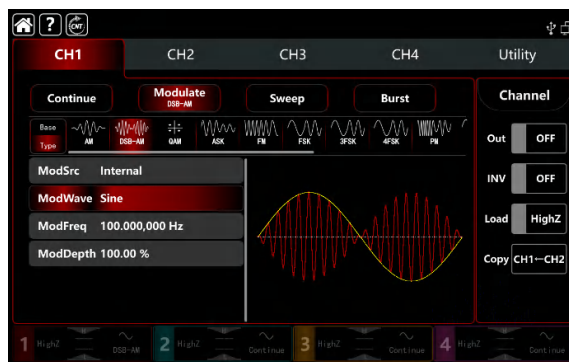 ? CNT
CH1 CH2 CH3 CH4 Utility
Continue Modulate Sweep Burst Channel
DSB-AM
Base
Type AM DSB-AM QAM ASK FM FSK 3FSK 4FSK PM
Out OFF
ModSrc Internal
INV OFF
ModWave Sine
ModFreq 100.000,000 Hz
Load HighZ
ModDepth 100.00 %
Copy CH1←CH2
1 HighZ DSB-AM 2 HighZ Continue 3 HighZ Continue 4 HighZ Continue